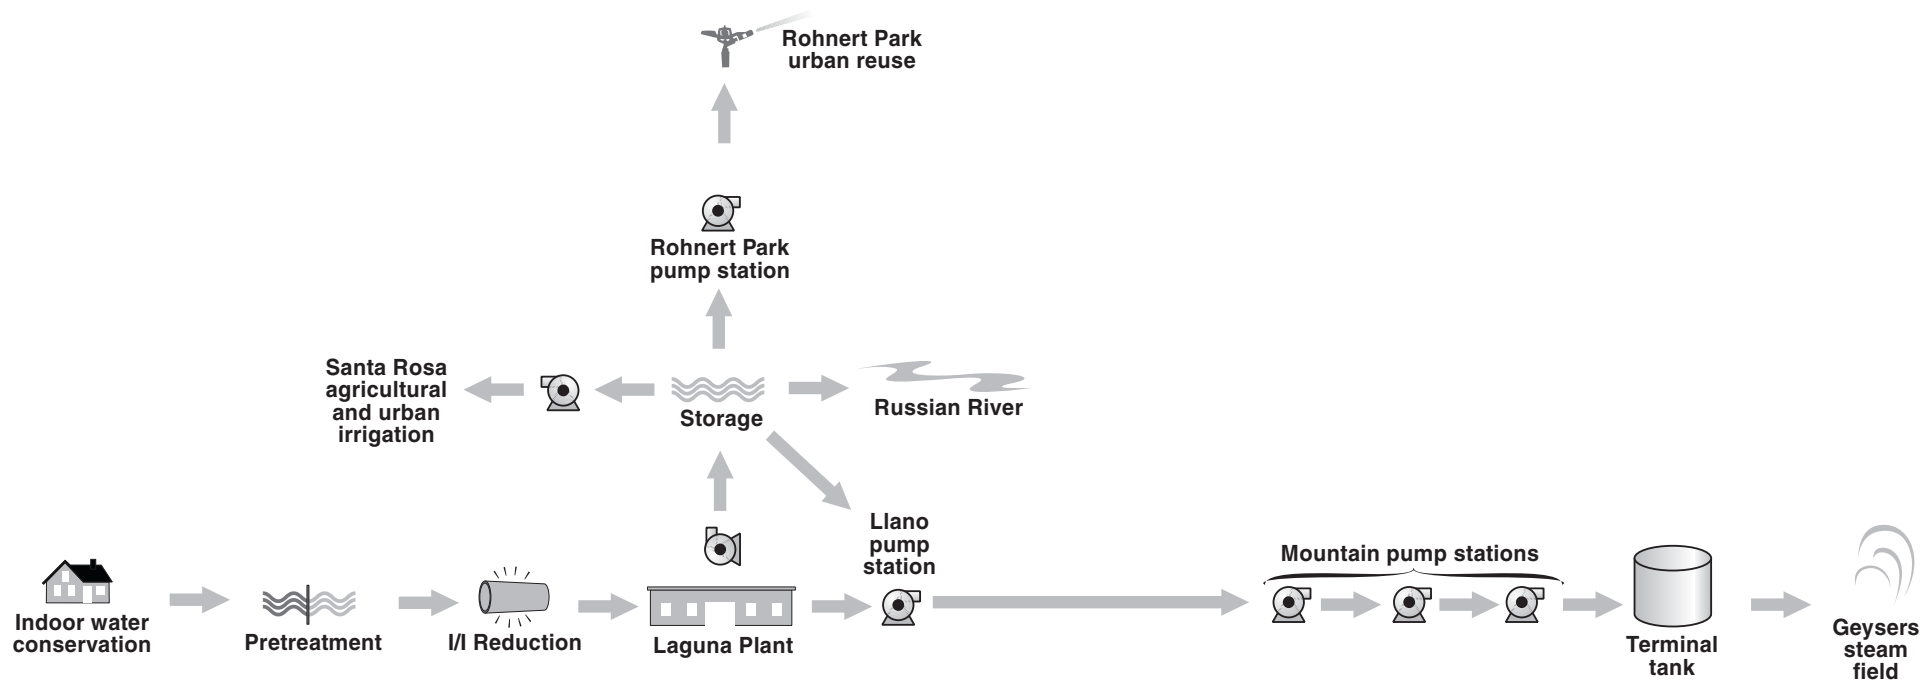 Rohnert Park
urban reuse
Rohnert Park
pump station
Santa Rosa
agricultural
and urban
irrigation
Storage
Russian River
Llano
pump
station
Mountain pump stations
Indoor water
conservation
Pretreatment
I/I Reduction
Laguna Plant
Terminal
tank
Geysers
steam
field